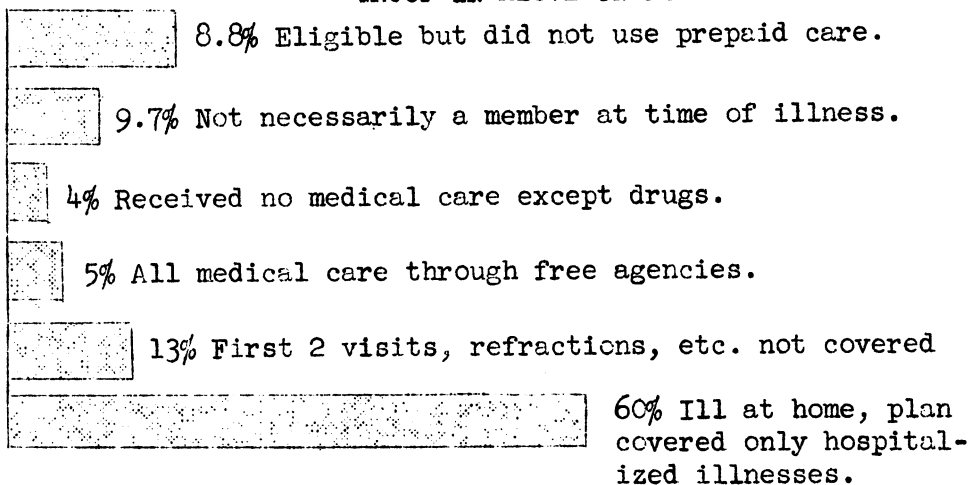 8.8% Eligible but did not use prepaid care.
9.7% Not necessarily a member at time of illness.
4% Received no medical care except drugs.
5% All medical care through free agencies.
13% First 2 visits, refractions, etc. not covered
60% Ill at home, plan
covered only hospital-
ized illnesses.